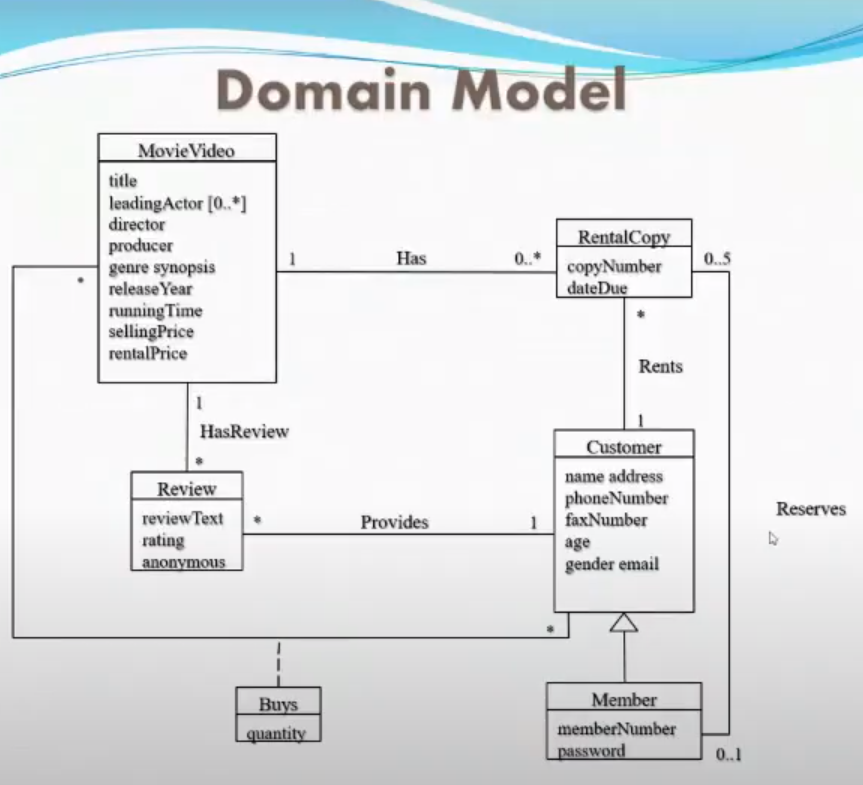 Domain Model
MovieVideo
title
leadingActor [0..*]
director
producer
genre synopsis
releaseYear
runningTime
sellingPrice
rentalPrice
*
1
Has
0..*
RentalCopy
copyNumber
dateDue
0..5
*
Rents
1
1
HasReview
*
Review
reviewText
rating
anonymous
*
Provides
1
Customer
name address
phoneNumber
faxNumber
age
gender email
Reserves
*
Buys
quantity
Member
memberNumber
password
0..1